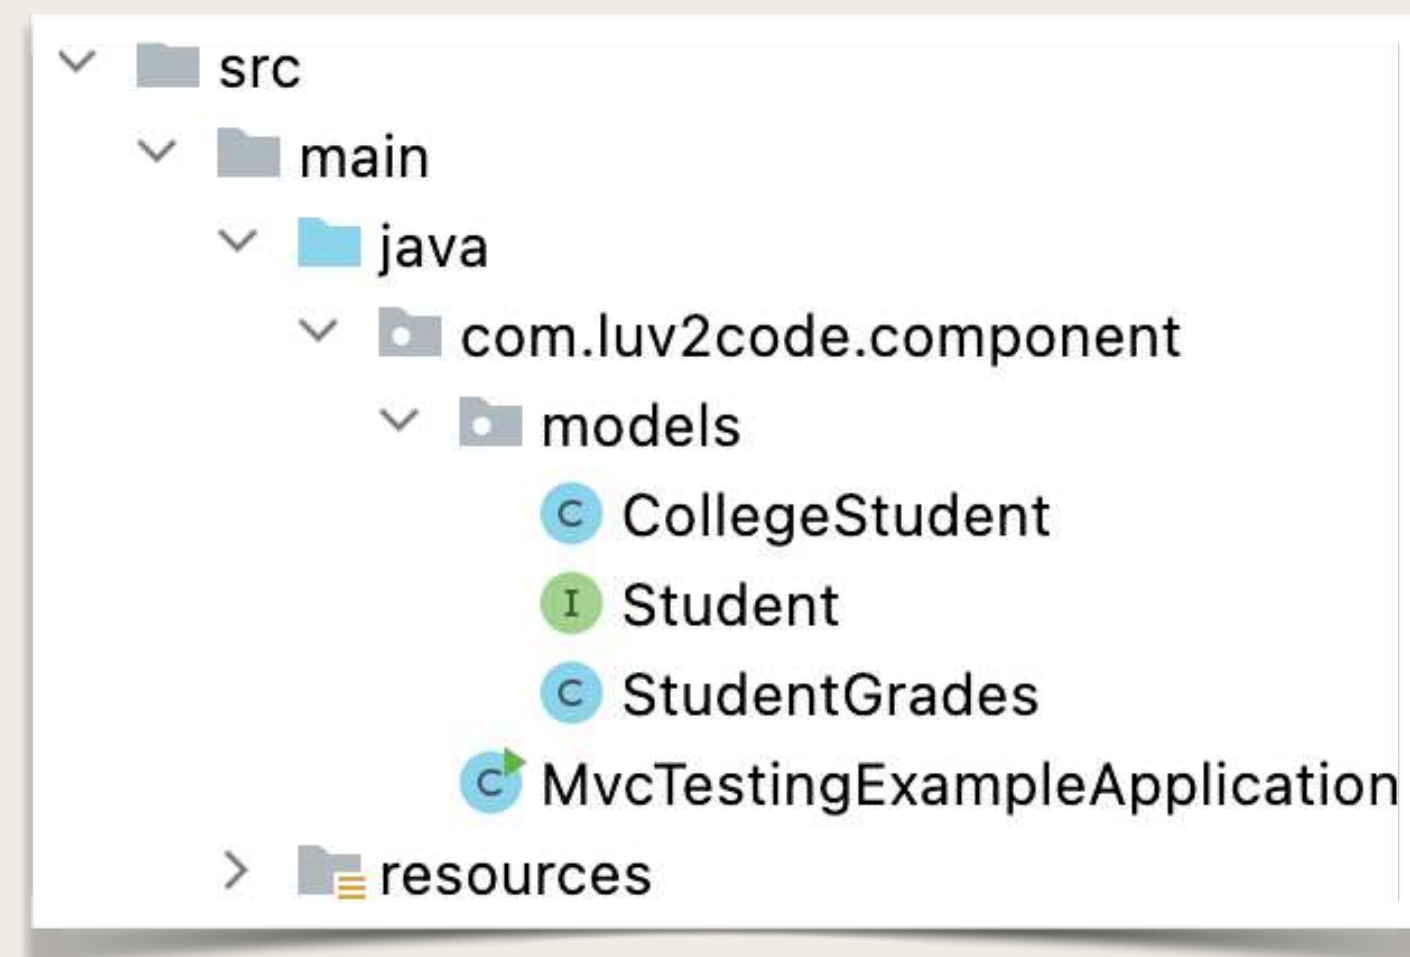 src
main
java
com.luv2code.component
models
C CollegeStudent
I Student
C StudentGrades
C MvcTestingExampleApplication
resources